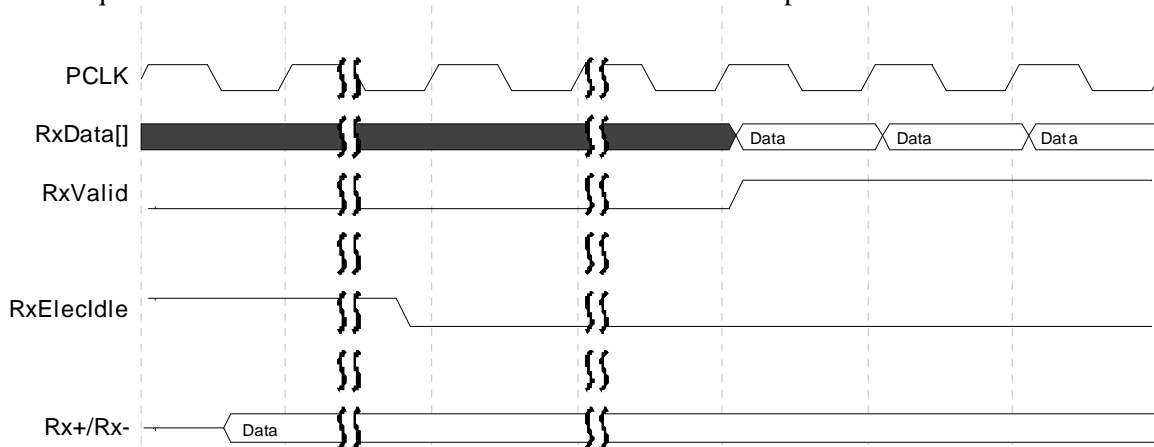 PCLK
RxData[] Data Data Data
RxValid
RxElecIdle
Rx+/Rx- Data